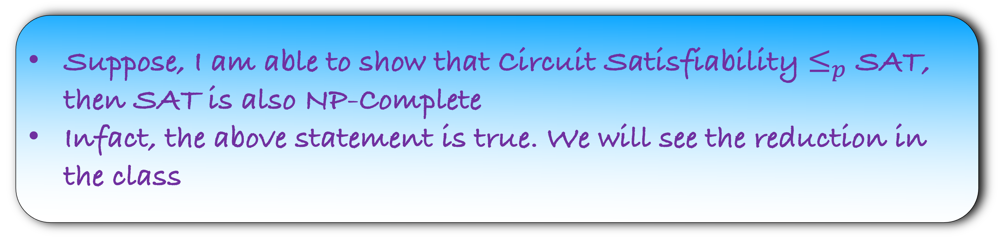 • Suppose, I am able to show that Circuit Satisfiability ≤ₚ SAT,
then SAT is also NP-Complete
• Infact, the above statement is true. We will see the reduction in
the class